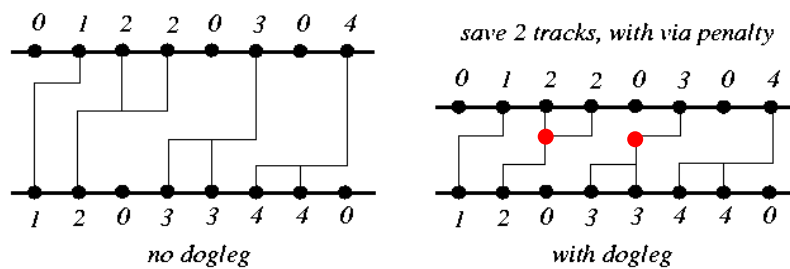 0 1 2 2 0 3 0 4
1 2 0 3 3 4 4 0
no dogleg
save 2 tracks, with via penalty
0 1 2 2 0 3 0 4
1 2 0 3 3 4 4 0
with dogleg